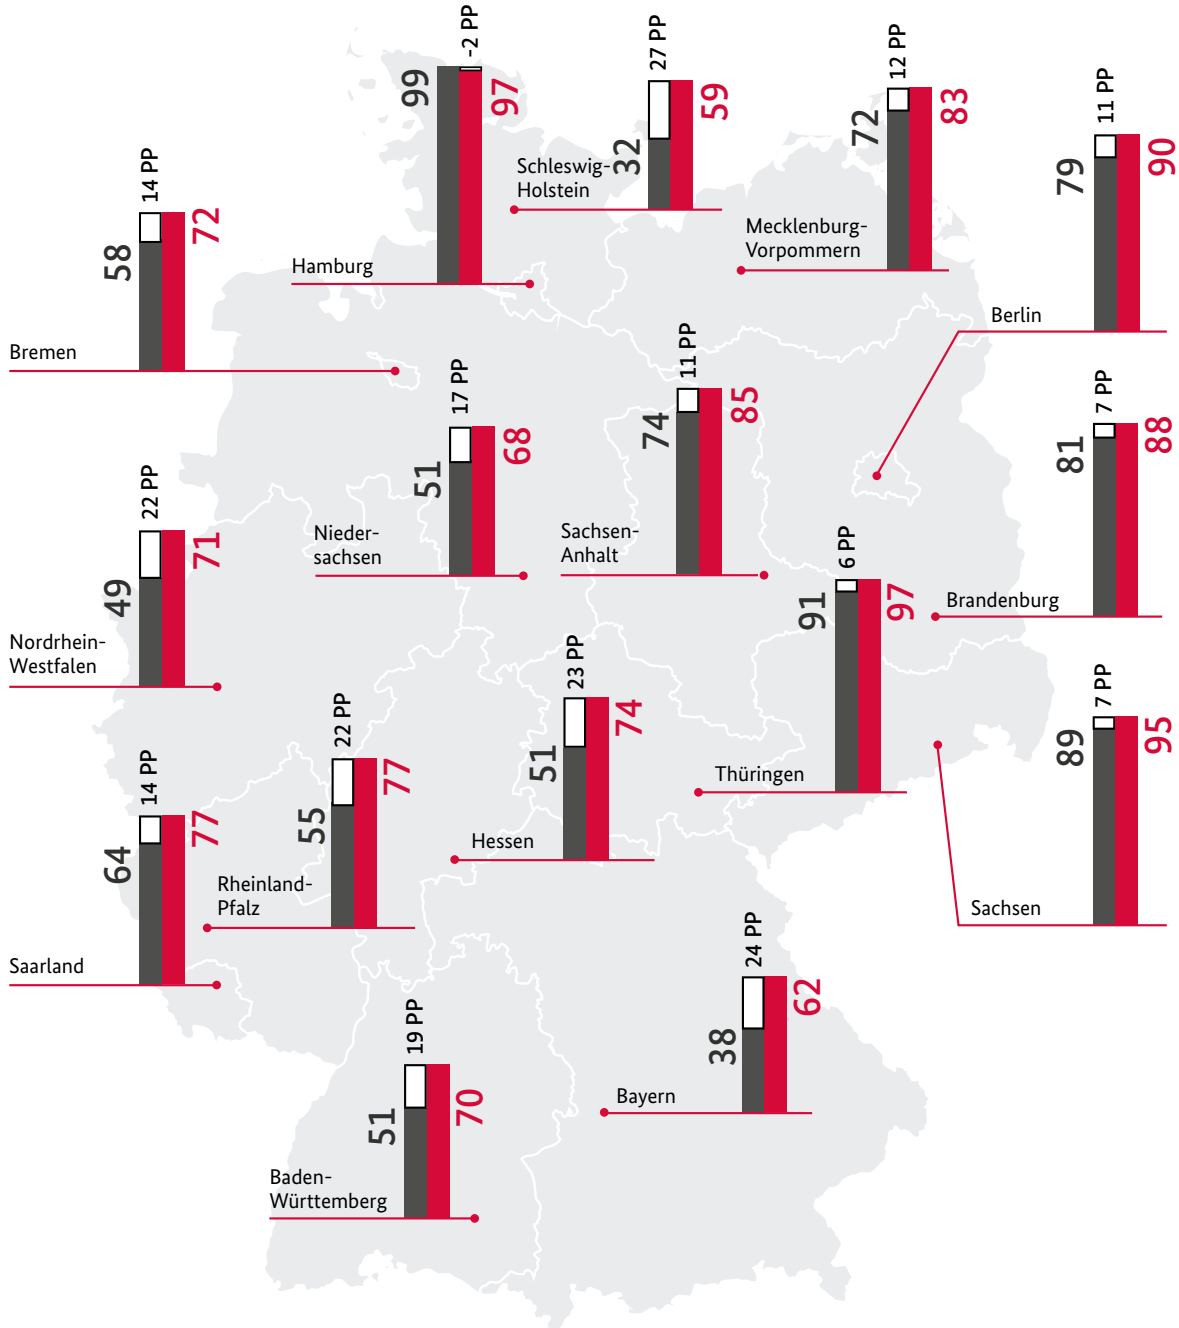 99
-2 PP
97
Hamburg
27 PP
32
59
Schleswig-
Holstein
12 PP
72
83
Mecklenburg-
Vorpommern
11 PP
79
90
Berlin
14 PP
58
72
Bremen
17 PP
51
68
Nieder-
sachsen
11 PP
74
85
Sachsen-
Anhalt
7 PP
81
88
Brandenburg
22 PP
49
71
Nordrhein-
Westfalen
6 PP
91
97
Thüringen
23 PP
51
74
Hessen
7 PP
89
95
Sachsen
22 PP
55
77
Rheinland-
Pfalz
14 PP
64
77
Saarland
24 PP
38
62
Bayern
19 PP
51
70
Baden-
Württemberg